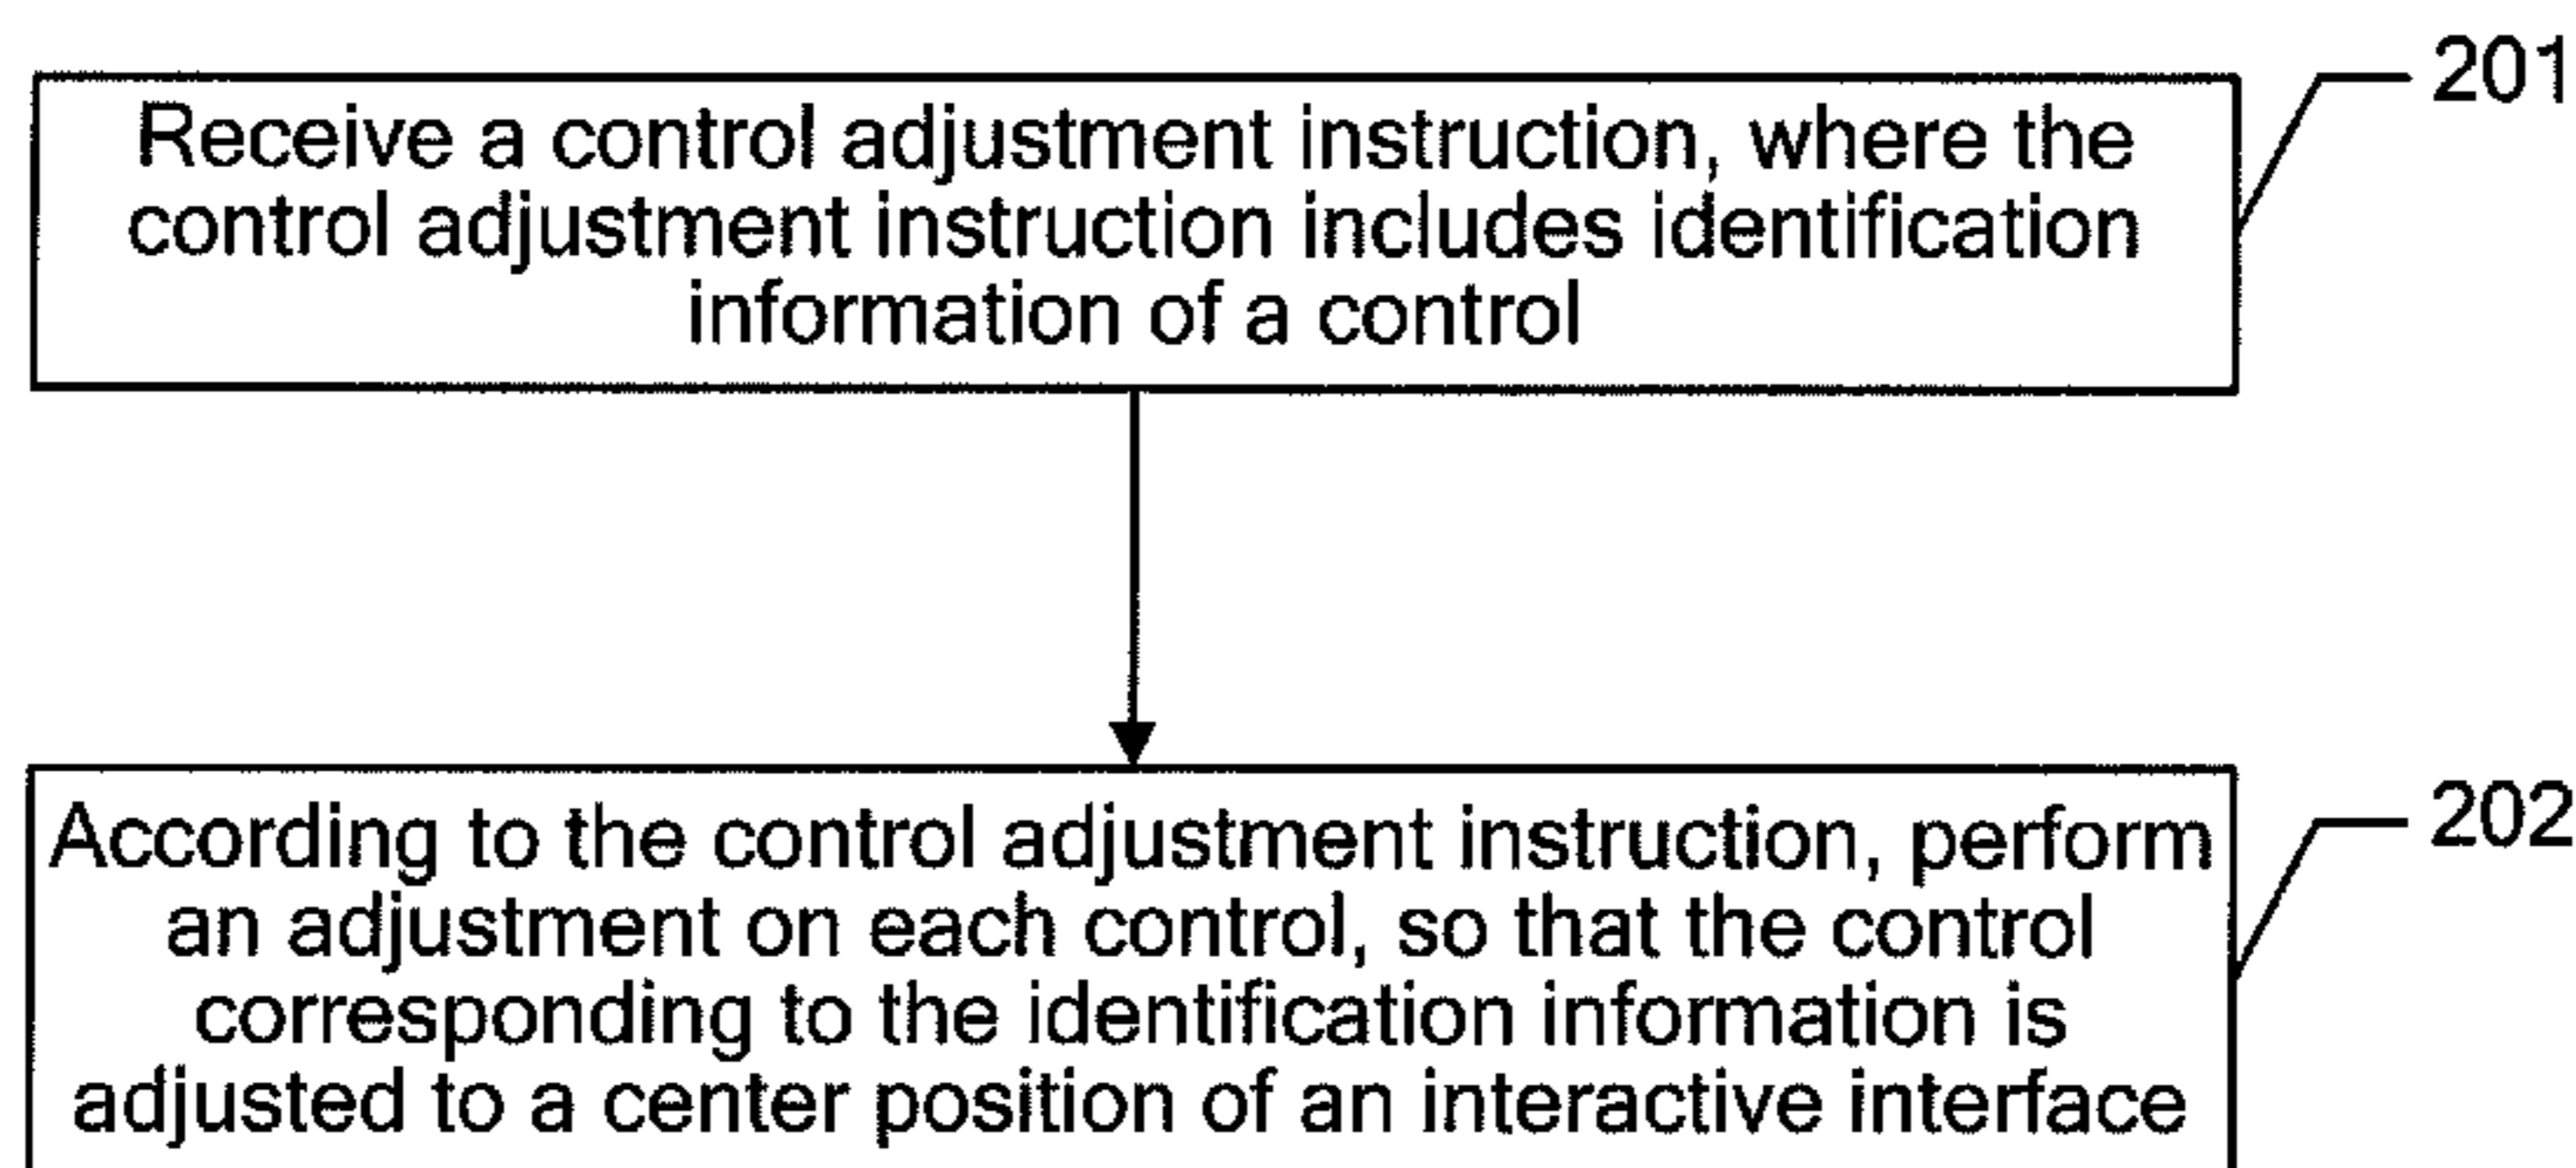 201
Receive a control adjustment instruction, where the
control adjustment instruction includes identification
information of a control
202
According to the control adjustment instruction, perform
an adjustment on each control, so that the control
corresponding to the identification information is
adjusted to a center position of an interactive interface